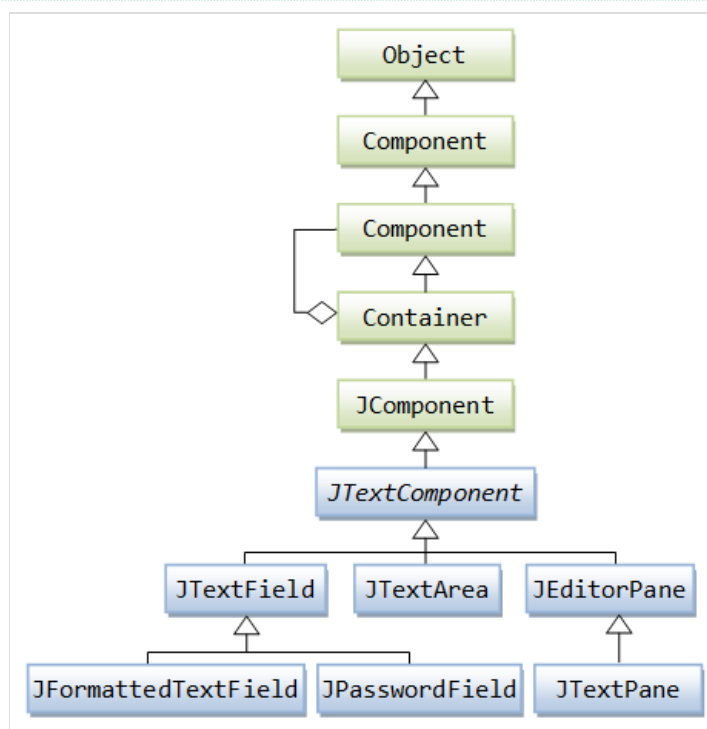 Object
Component
Component
Container
JComponent
JTextComponent
JTextField
JTextArea
JEditorPane
JFormattedTextField
JPasswordField
JTextPane